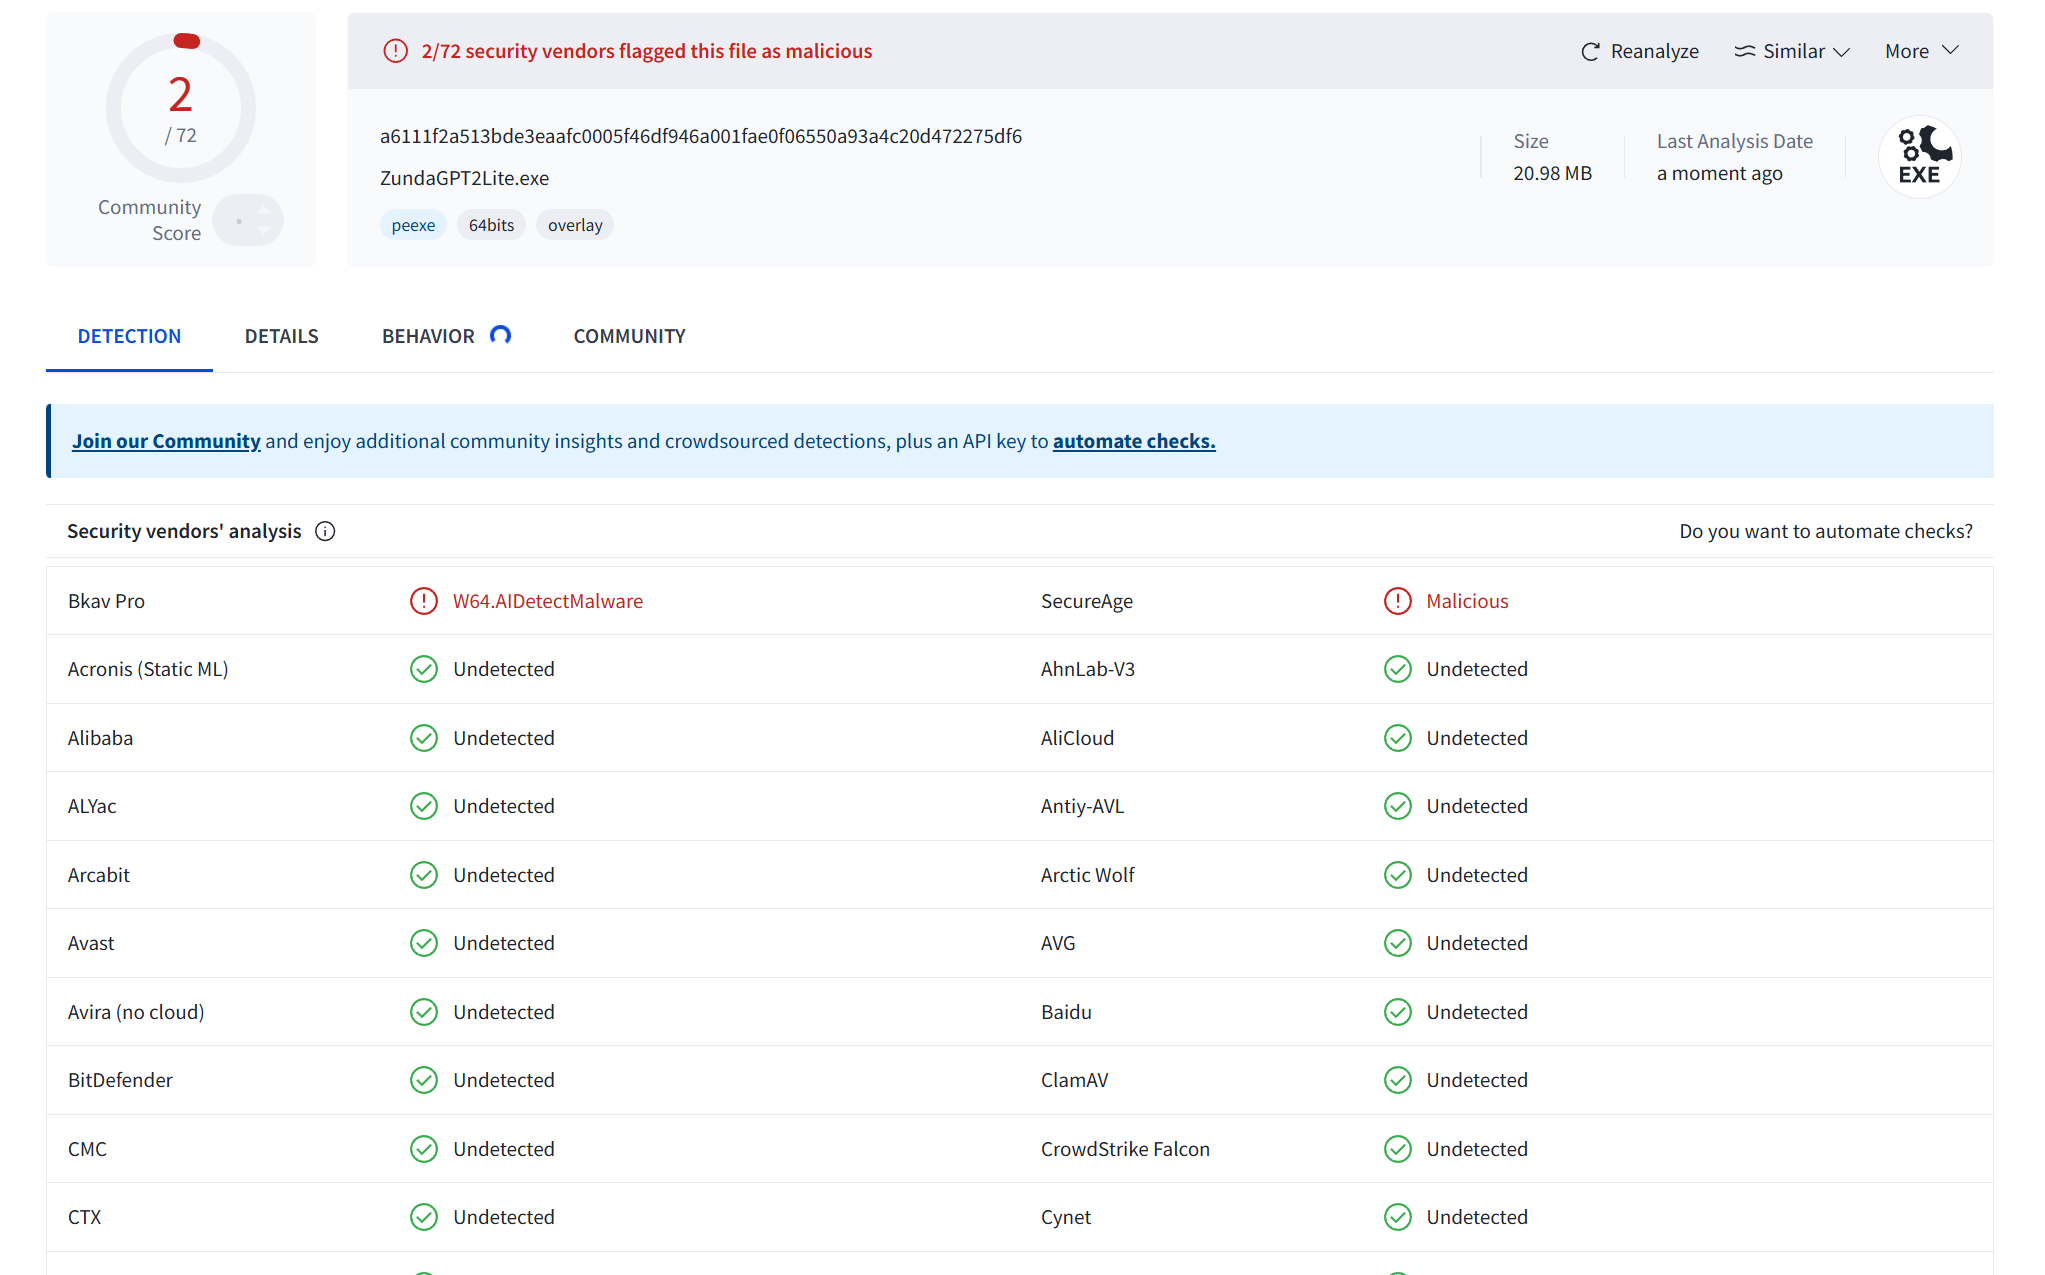 2
/ 72
Community
Score
2/72 security vendors flagged this file as malicious
Reanalyze
Similar
More
a6111f2a513bde3eaafc0005f46df946a001fae0f06550a93a4c20d472275df6
ZundaGPT2Lite.exe
peexe
64bits
overlay
Size
20.98 MB
Last Analysis Date
a moment ago
EXE
DETECTION
DETAILS
BEHAVIOR
COMMUNITY
Join our Community and enjoy additional community insights and crowdsourced detections, plus an API key to automate checks.
Security vendors' analysis
Do you want to automate checks?
Bkav Pro W64.AIDetectMalware SecureAge Malicious
Acronis (Static ML) Undetected AhnLab-V3 Undetected
Alibaba Undetected AliCloud Undetected
ALYac Undetected Antiy-AVL Undetected
Arcabit Undetected Arctic Wolf Undetected
Avast Undetected AVG Undetected
Avira (no cloud) Undetected Baidu Undetected
BitDefender Undetected ClamAV Undetected
CMC Undetected CrowdStrike Falcon Undetected
CTX Undetected Cynet Undetected